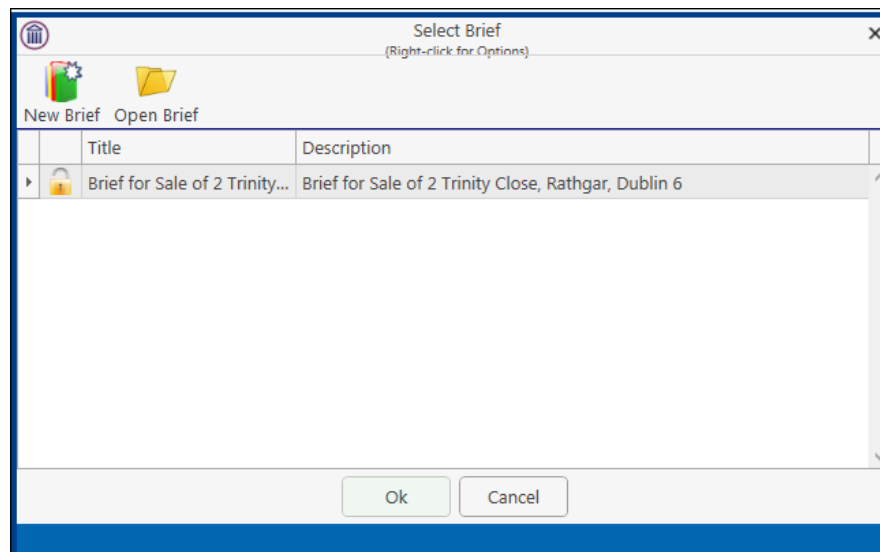 Select Brief
(Right-click for Options)
New Brief Open Brief
Title Description
Brief for Sale of 2 Trinity... Brief for Sale of 2 Trinity Close, Rathgar, Dublin 6
Ok Cancel